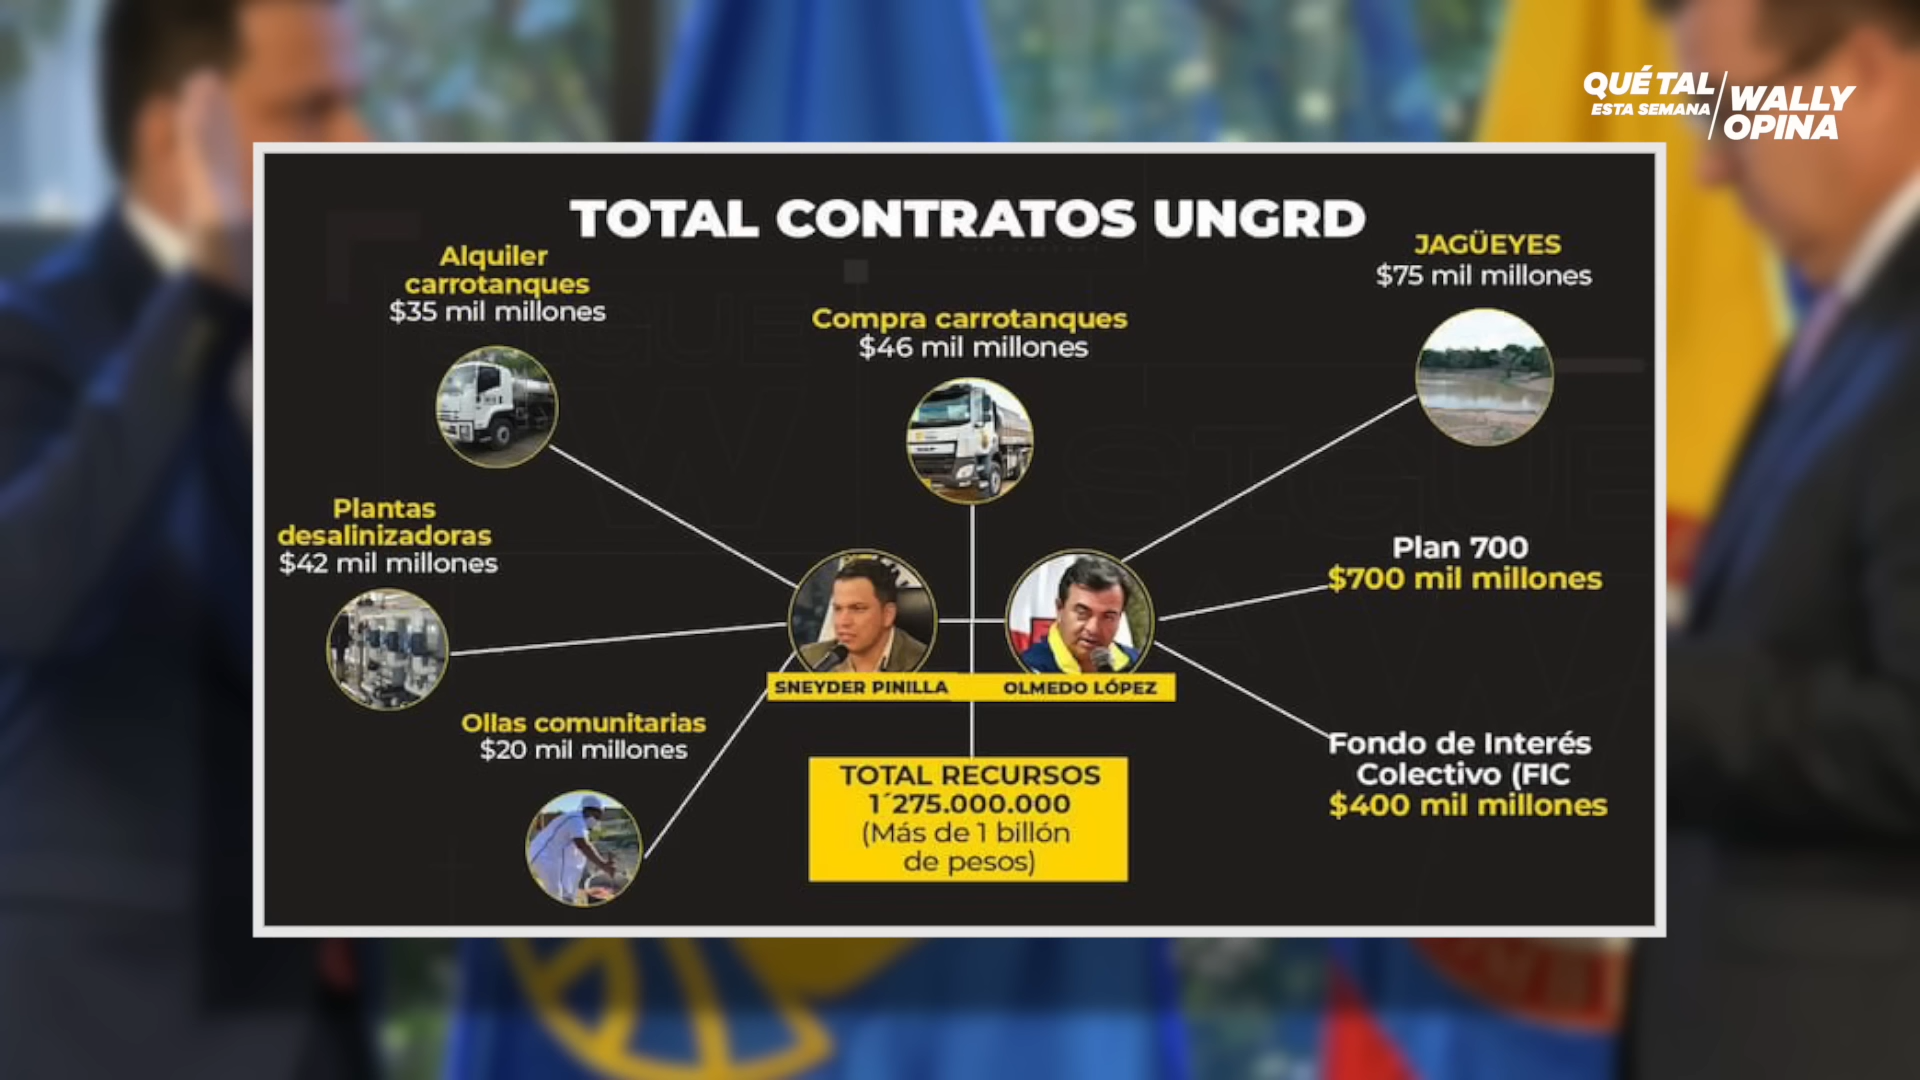 QUÉ TAL
ESTA SEMANA
WALLY
OPINA
TOTAL CONTRATOS UNGRD
Alquiler
carrotanques
$35 mil millones
Compra carrotanques
$46 mil millones
JAGÜEYES
$75 mil millones
Plantas
desalinizadoras
$42 mil millones
Plan 700
$700 mil millones
SNEYDER PINILLA
OLMEDO LÓPEZ
Ollas comunitarias
$20 mil millones
Fondo de Interés
Colectivo (FIC
$400 mil millones
TOTAL RECURSOS
1´275.000.000
(Más de 1 billón
de pesos)